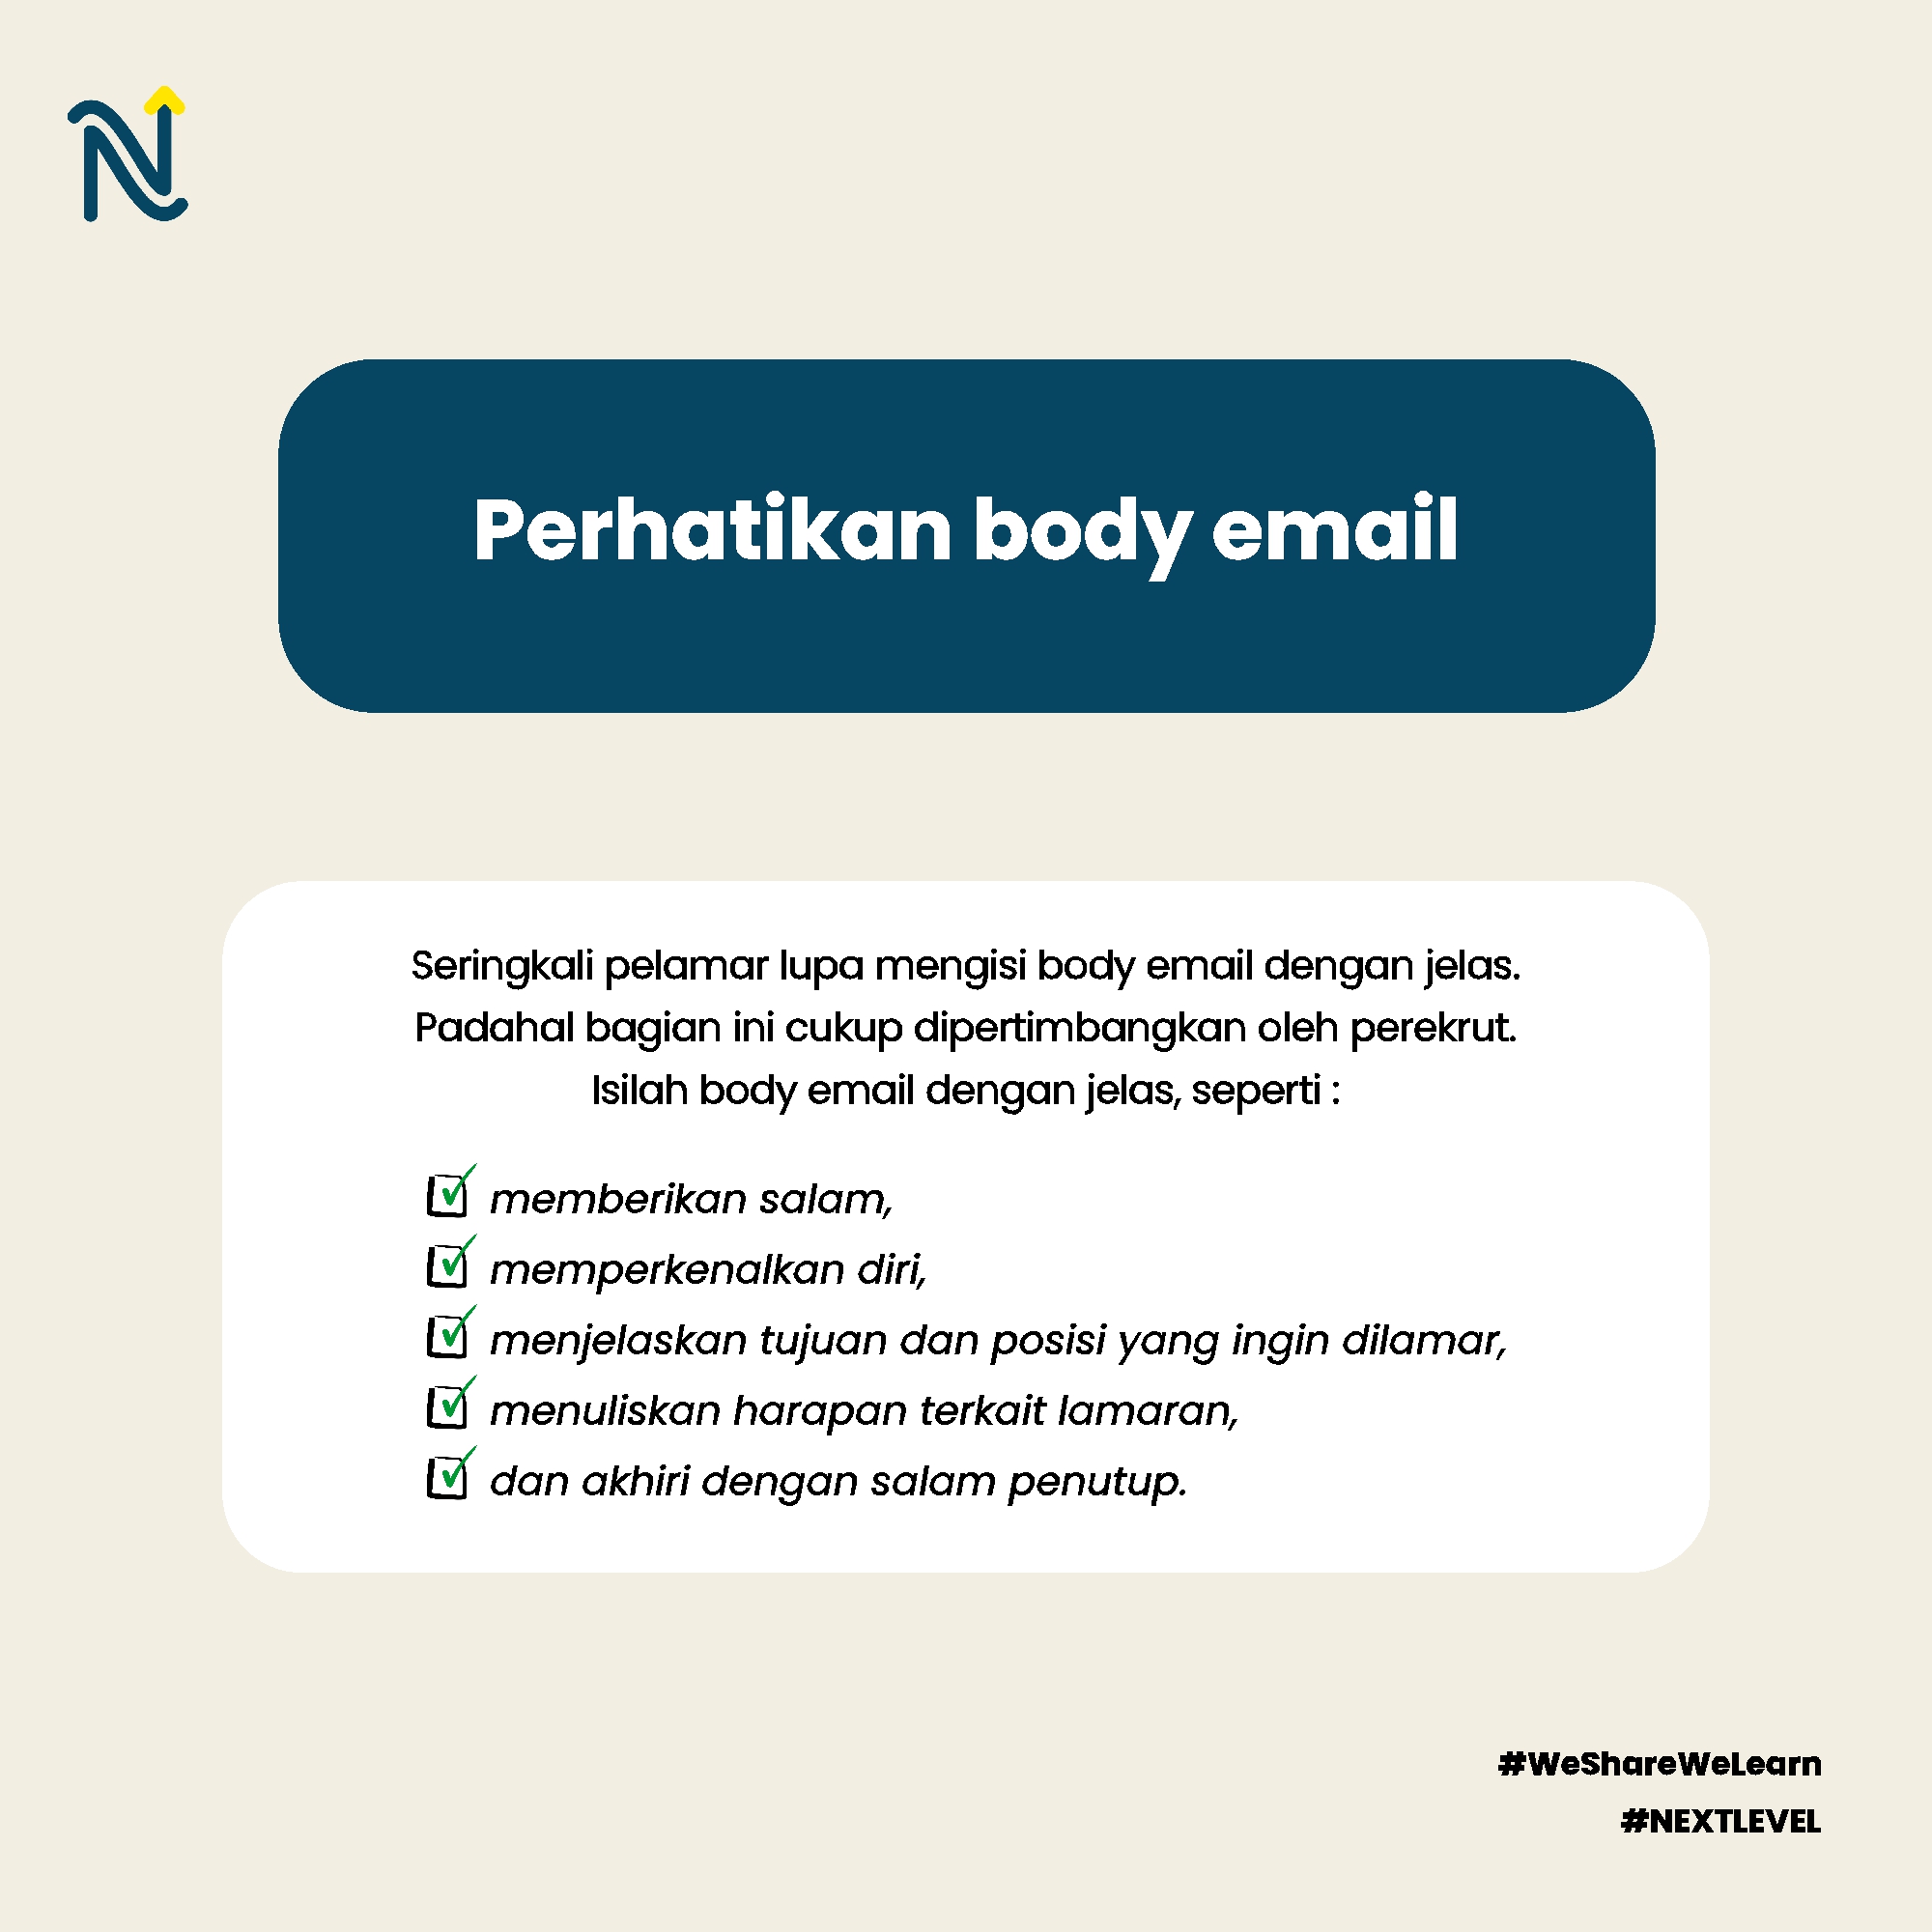 Perhatikan body email
Seringkali pelamar lupa mengisi body email dengan jelas.
Padahal bagian ini cukup dipertimbangkan oleh perekrut.
Isilah body email dengan jelas, seperti :
memberikan salam,
memperkenalkan diri,
menjelaskan tujuan dan posisi yang ingin dilamar,
menuliskan harapan terkait lamaran,
dan akhiri dengan salam penutup.
#WeShareWeLearn
#NEXTLEVEL